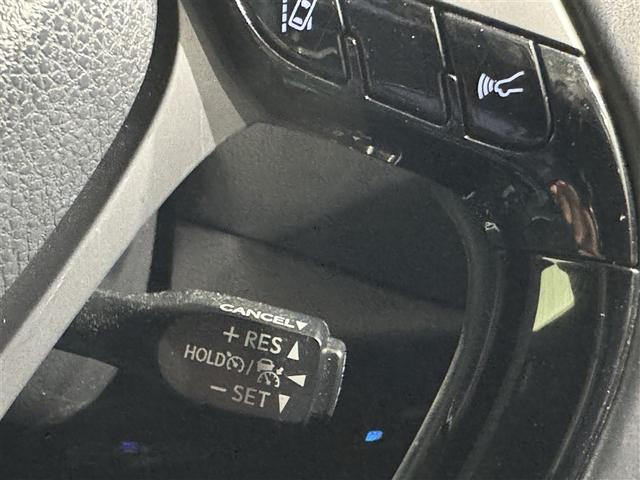 CANCEL▼
+RES▲
HOLD /
−SET▼